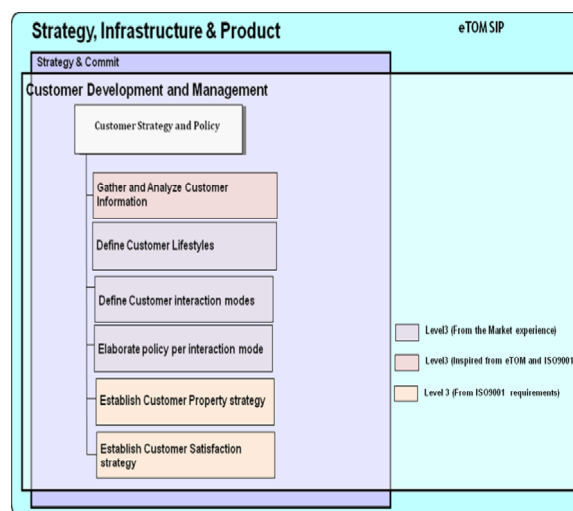 Strategy, Infrastructure & Product
eTOM SIP
Strategy & Commit
Customer Development and Management
Customer Strategy and Policy
Gather and Analyze Customer
Information
Define Customer Lifestyles
Define Customer interaction modes
Elaborate policy per interaction mode
Establish Customer Property strategy
Establish Customer Satisfaction
strategy
Level3 (From the Market experience)
Level3 (Inspired from eTOM and ISO9001
Level 3 (From ISO9001 requirements)